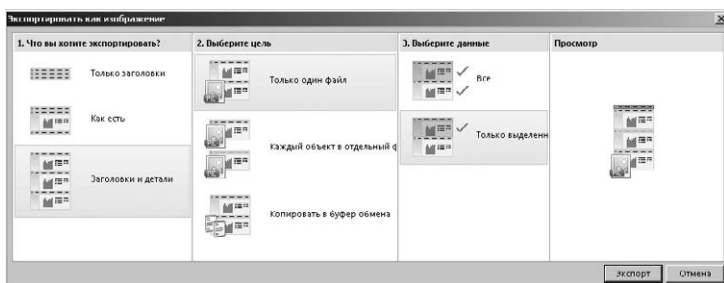 Экспортировать как изображение
1. Что вы хотите экспортировать?
2. Выберите цель
3. Выберите данные
Просмотр
Только заголовки
Как есть
Заголовки и детали
Только один файл
Каждый объект в отдельный ф
Копировать в буфер обмена
Все
Только выделенн
Экспорт
Отмена